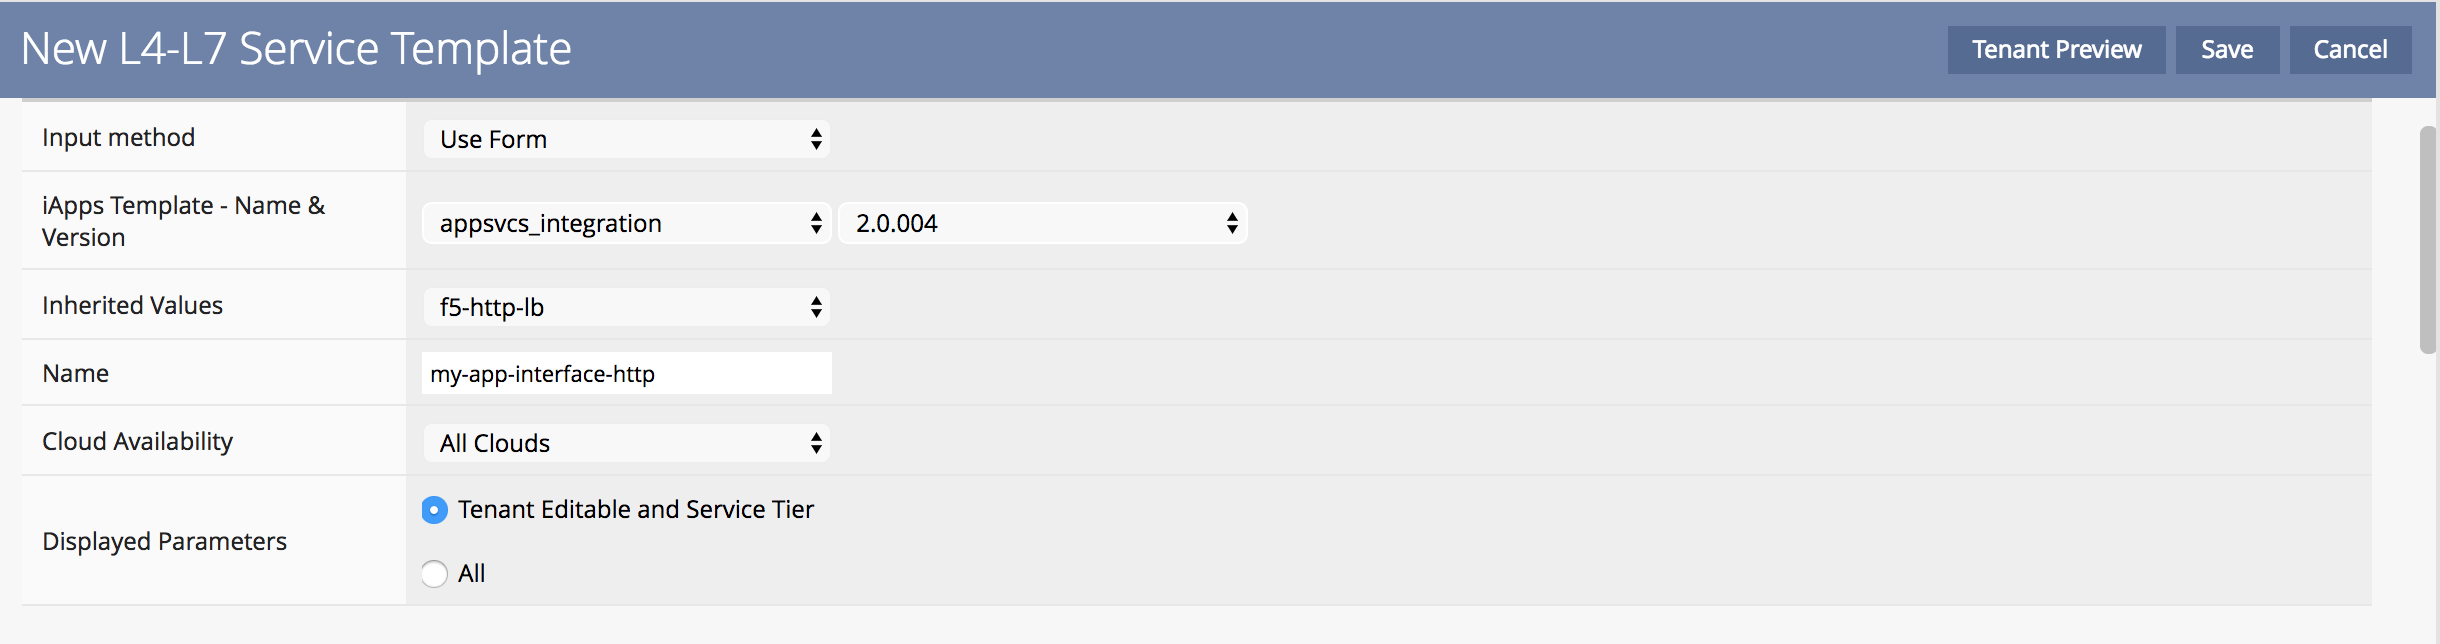 New L4-L7 Service Template
Tenant Preview
Save
Cancel
Input method
Use Form
iApps Template - Name &
Version
appsvcs_integration
2.0.004
Inherited Values
f5-http-lb
Name
my-app-interface-http
Cloud Availability
All Clouds
Displayed Parameters
Tenant Editable and Service Tier
All